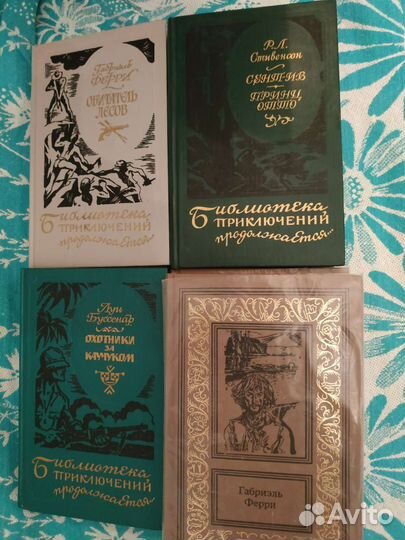 Габриэль
Ферри
Обитатель
лесов
Библиотека
приключений
продолжается...
Р.Л.
Стивенсон
Сент-Ив
Принц
Отто
Библиотека
приключений
продолжается...
Луи
Буссенар
Охотники
за
каучуком
Библиотека
приключений
продолжается...
Габриэль
Ферри
Avito